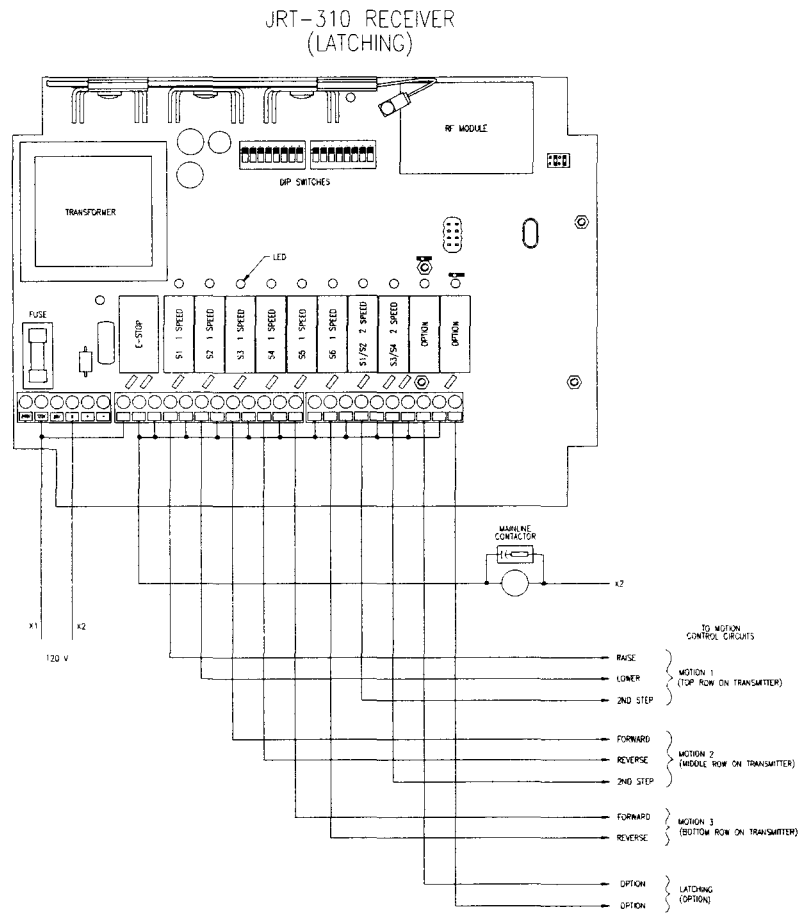 JRT-310 RECEIVER
(LATCHING)
RF MODULE
DIP SWITCHES
TRANSFORMER
LED
FUSE
E-STOP
S1 1 SPEED
S2 1 SPEED
S3 1 SPEED
S4 1 SPEED
S5 1 SPEED
S6 1 SPEED
S1/S2 2 SPEED
S3/S4 2 SPEED
OPTION
OPTION
MAINLINE
CONTACTOR
X2
X1
X2
120 V
TO MOTION
CONTROL CIRCUITS
RAISE
LOWER
2ND STEP
MOTION 1
(TOP ROW ON TRANSMITTER)
FORWARD
REVERSE
2ND STEP
MOTION 2
(MIDDLE ROW ON TRANSMITTER)
FORWARD
REVERSE
MOTION 3
(BOTTOM ROW ON TRANSMITTER)
OPTION
OPTION
LATCHING
(OPTION)